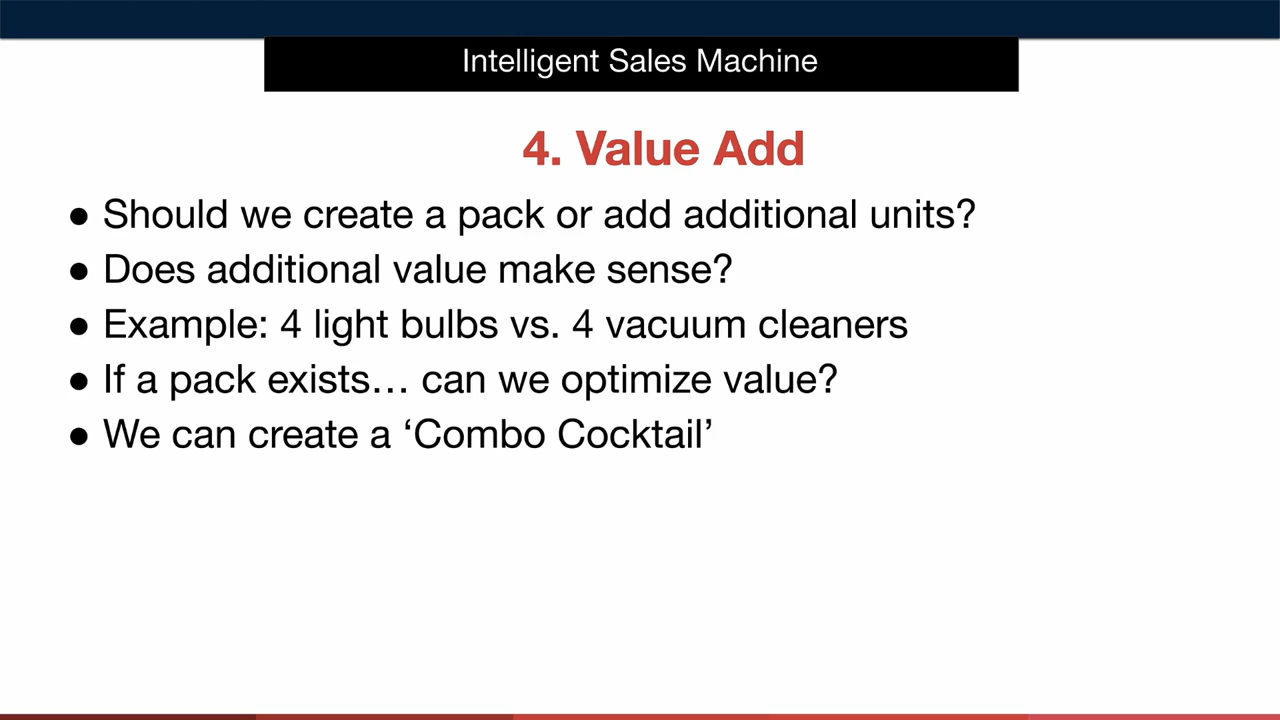 Intelligent Sales Machine
4. Value Add
● Should we create a pack or add additional units?
● Does additional value make sense?
● Example: 4 light bulbs vs. 4 vacuum cleaners
● If a pack exists… can we optimize value?
● We can create a ‘Combo Cocktail’